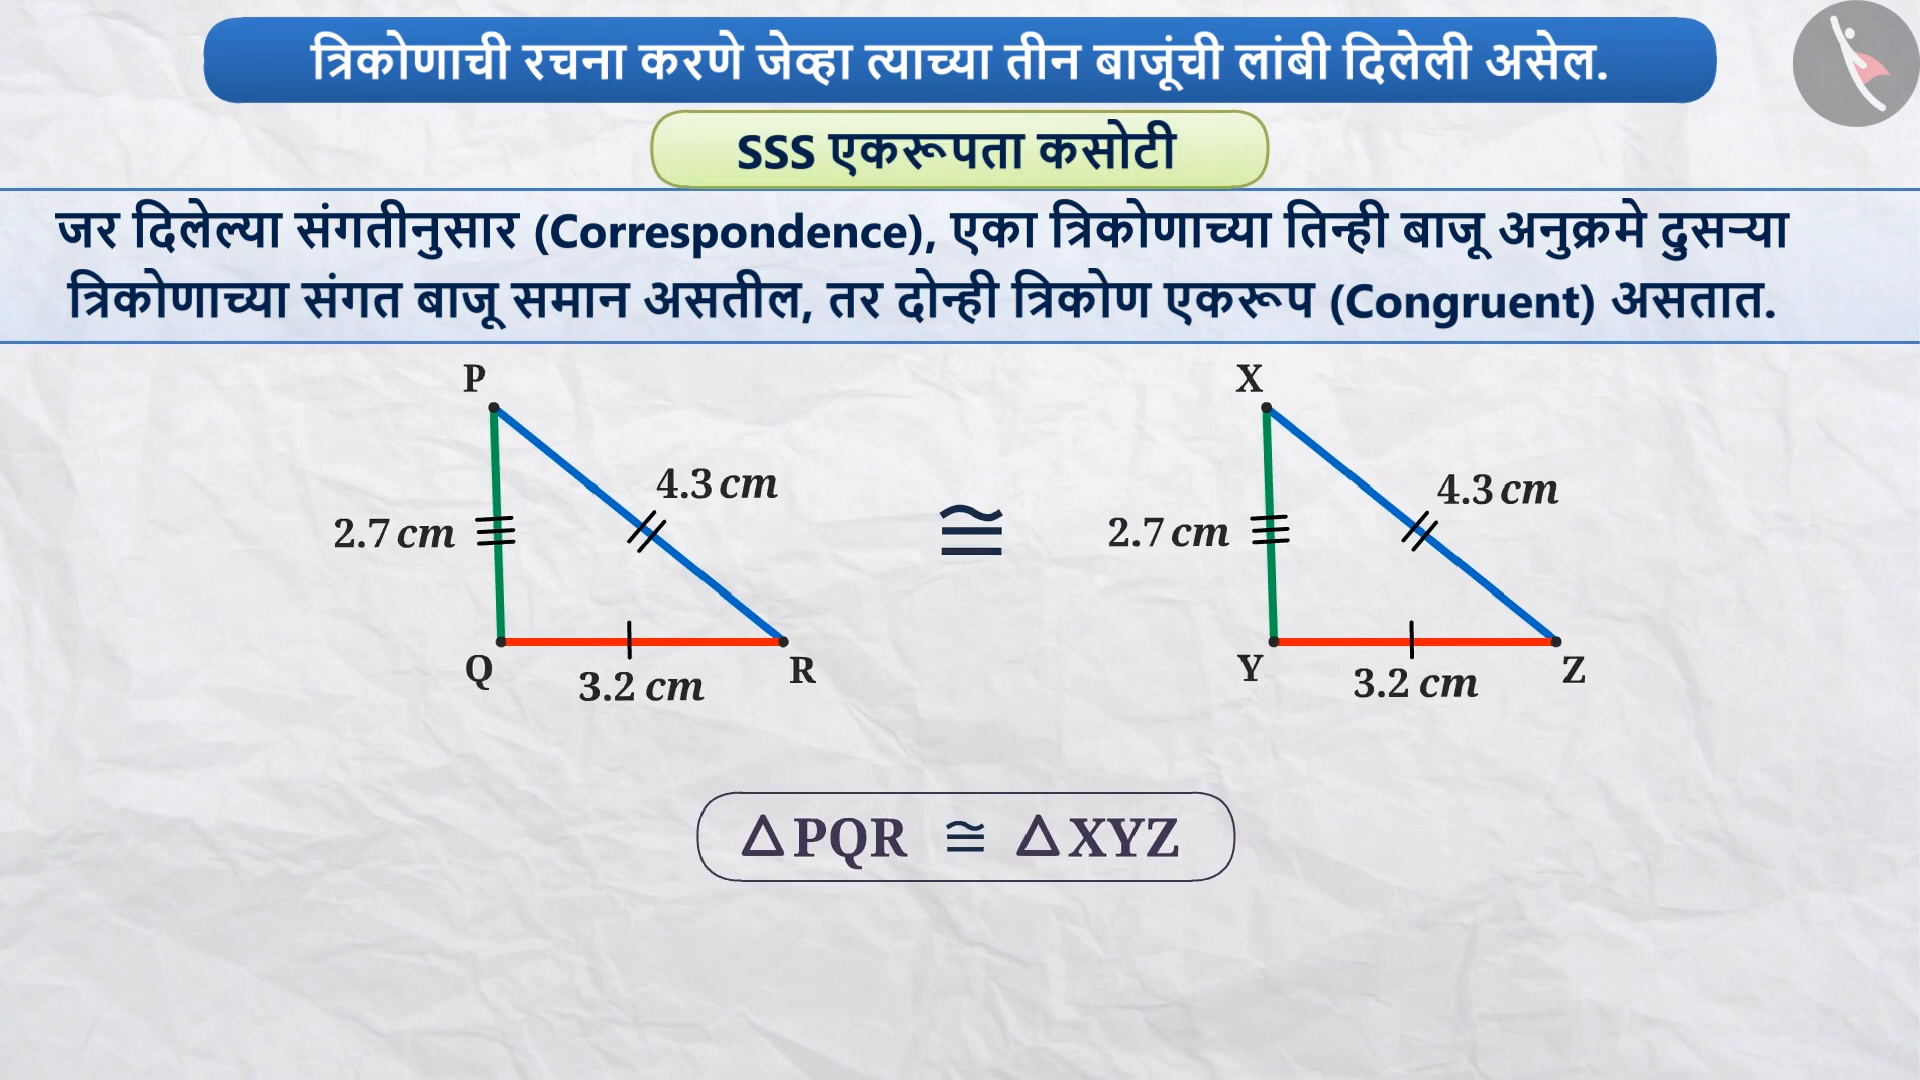 त्रिकोणाची रचना करणे जेव्हा त्याच्या तीन बाजूंची लांबी दिलेली असेल.
SSS एकरूपता कसोटी
जर दिलेल्या संगतीनुसार (Correspondence), एका त्रिकोणाच्या तिन्ही बाजू अनुक्रमे दुसऱ्या
त्रिकोणाच्या संगत बाजू समान असतील, तर दोन्ही त्रिकोण एकरूप (Congruent) असतात.
P
2.7 cm
4.3 cm
Q
R
3.2 cm
≅
X
2.7 cm
4.3 cm
Y
Z
3.2 cm
△PQR ≅ △XYZ